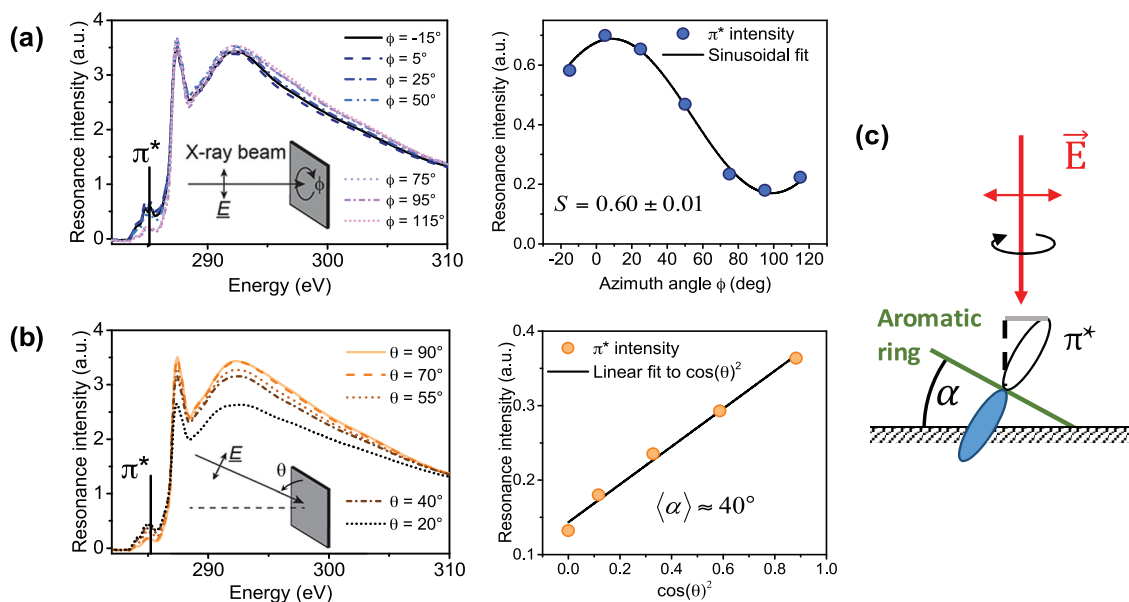 (a)
Resonance intensity (a.u.)
4
3
2
1
0
π*
X-ray beam
E
ϕ
ϕ = -15°
ϕ = 5°
ϕ = 25°
ϕ = 50°
ϕ = 75°
ϕ = 95°
ϕ = 115°
290
300
310
Energy (eV)
Resonance intensity (a.u.)
0.6
0.4
0.2
0.0
π* intensity
Sinusoidal fit
S = 0.60 ± 0.01
-20 0 20 40 60 80 100 120
Azimuth angle ϕ (deg)
(b)
Resonance intensity (a.u.)
4
3
2
1
0
π*
E
θ
θ = 90°
θ = 70°
θ = 55°
θ = 40°
θ = 20°
290
300
310
Energy (eV)
Resonance intensity (a.u.)
0.4
0.3
0.2
0.1
π* intensity
Linear fit to cos(θ)²
⟨α⟩ ≈ 40°
0.0 0.2 0.4 0.6 0.8 1.0
cos(θ)²
(c)
E⃗
Aromatic
ring
π*
α